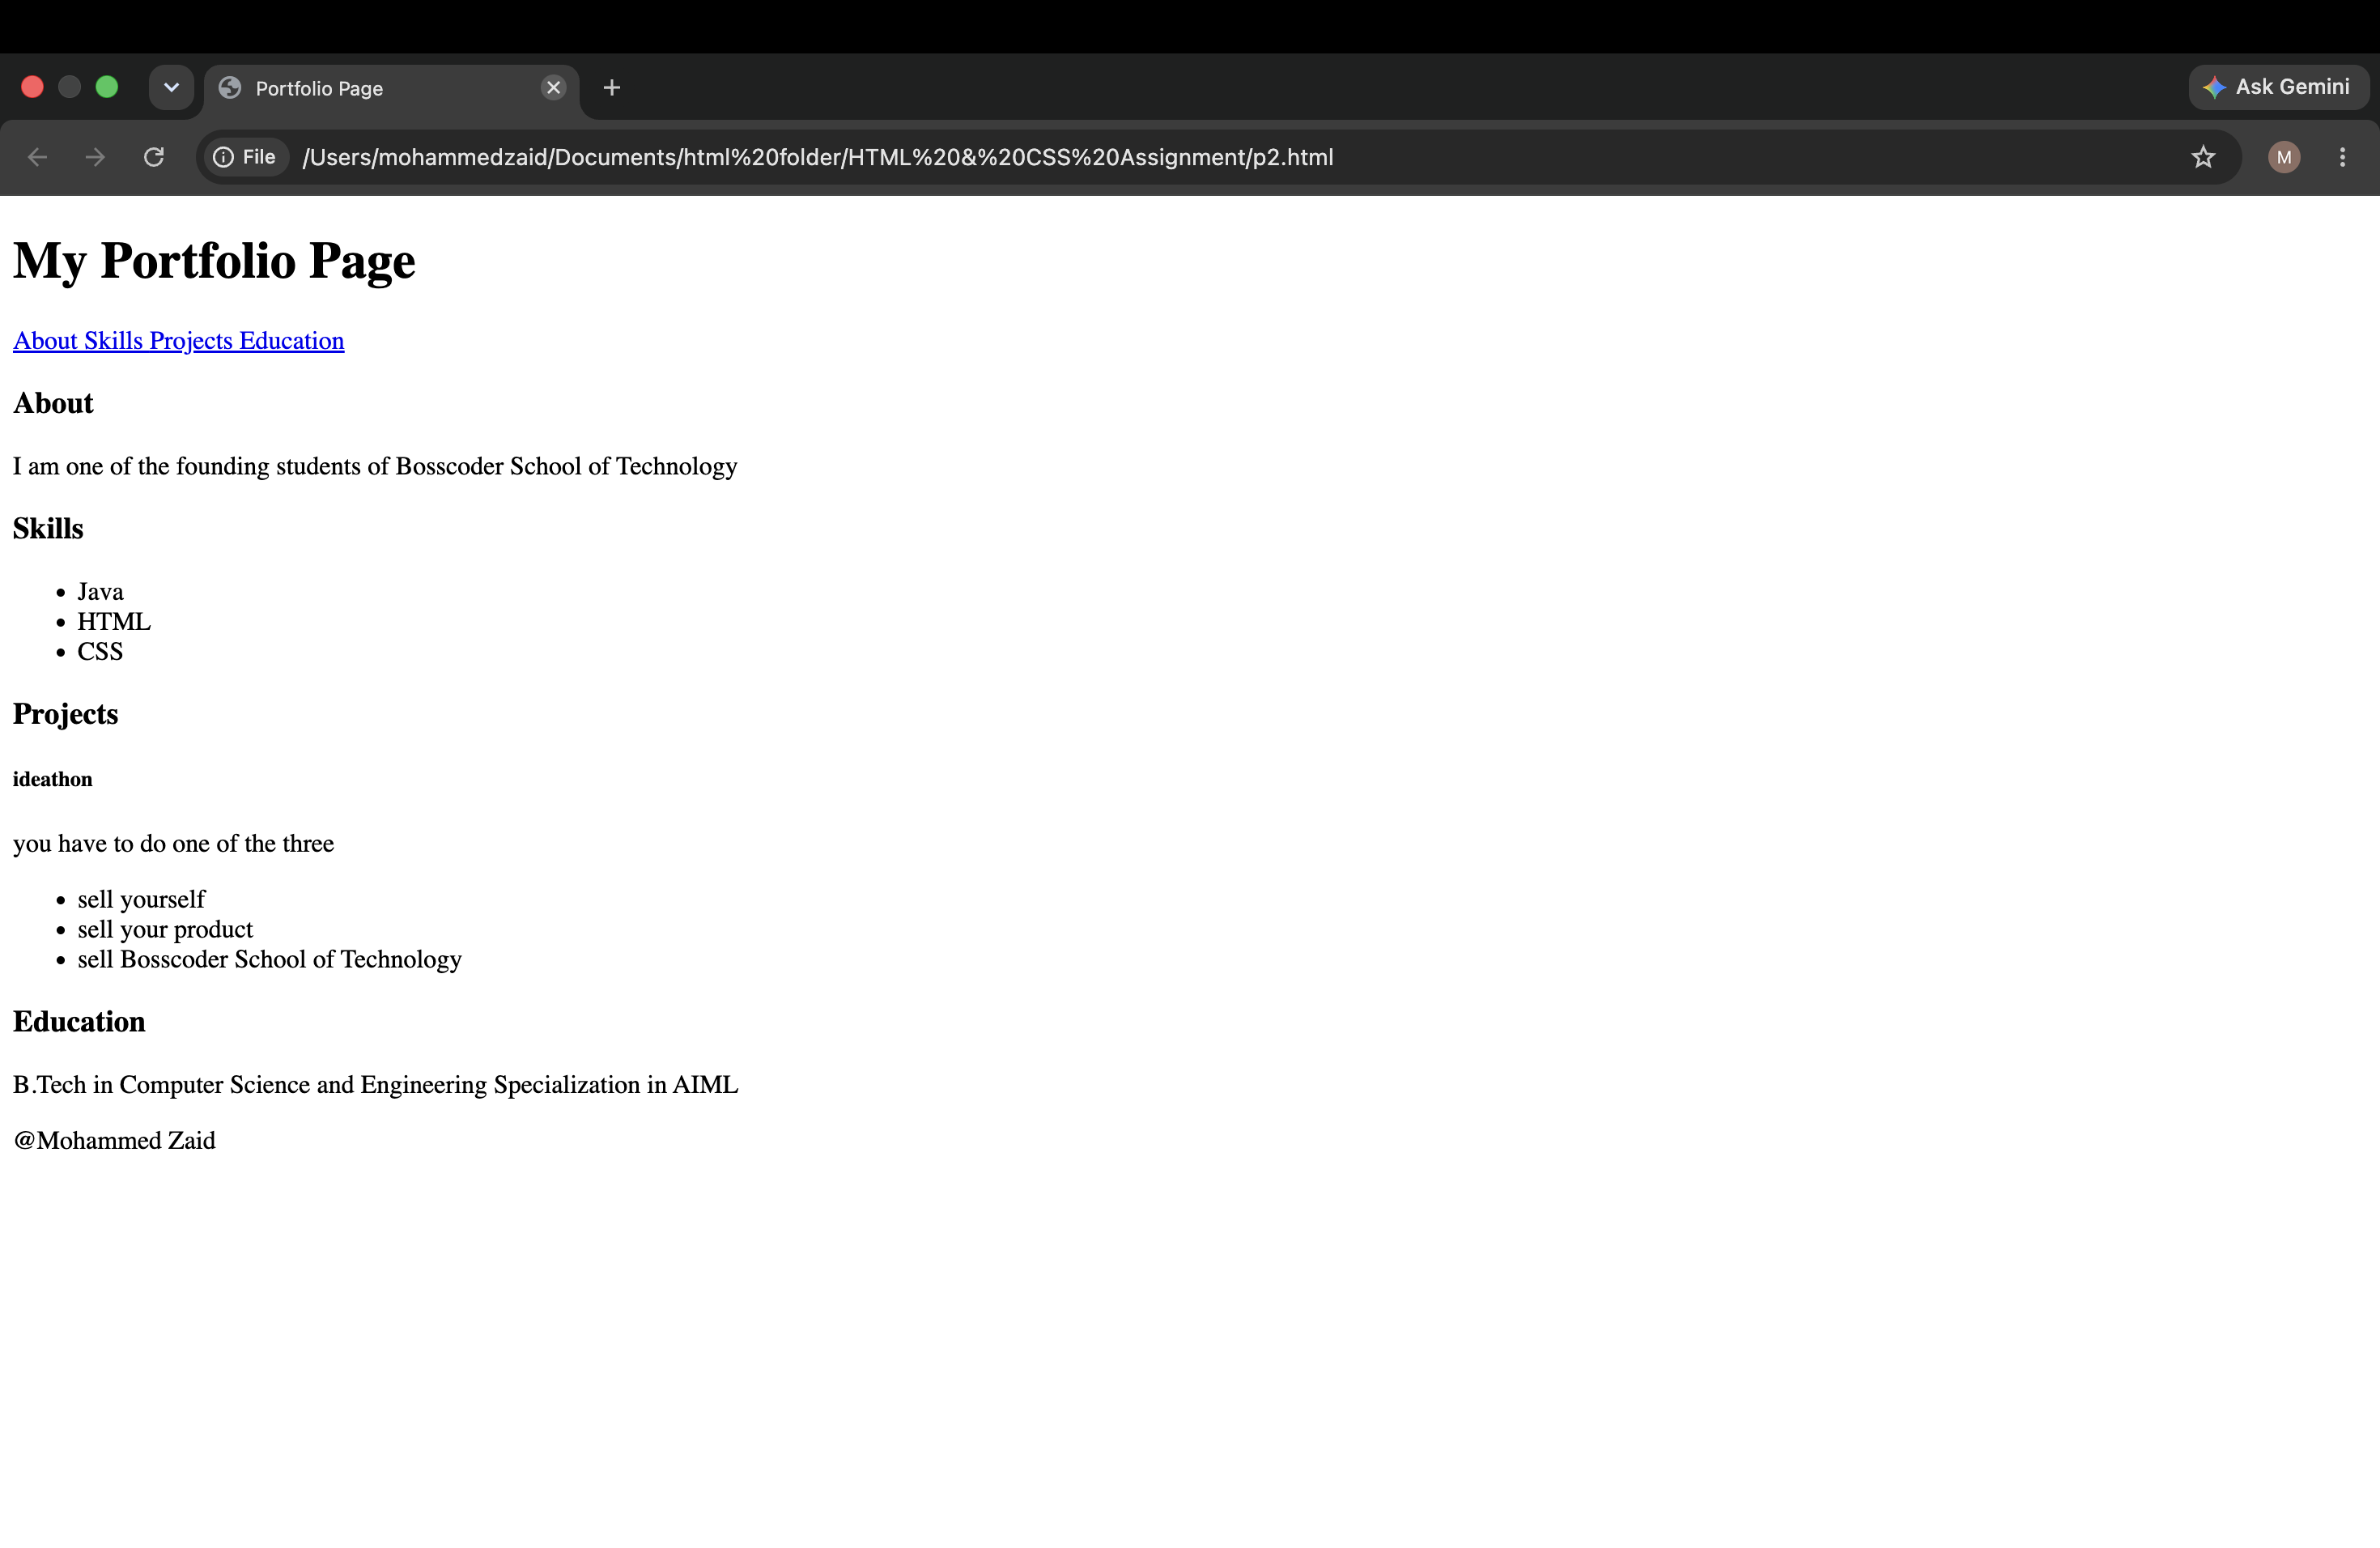 Portfolio Page
Ask Gemini
File /Users/mohammedzaid/Documents/html%20folder/HTML%20&%20CSS%20Assignment/p2.html
M
My Portfolio Page
About Skills Projects Education
About
I am one of the founding students of Bosscoder School of Technology
Skills
• Java
• HTML
• CSS
Projects
ideathon
you have to do one of the three
• sell yourself
• sell your product
• sell Bosscoder School of Technology
Education
B.Tech in Computer Science and Engineering Specialization in AIML
@Mohammed Zaid